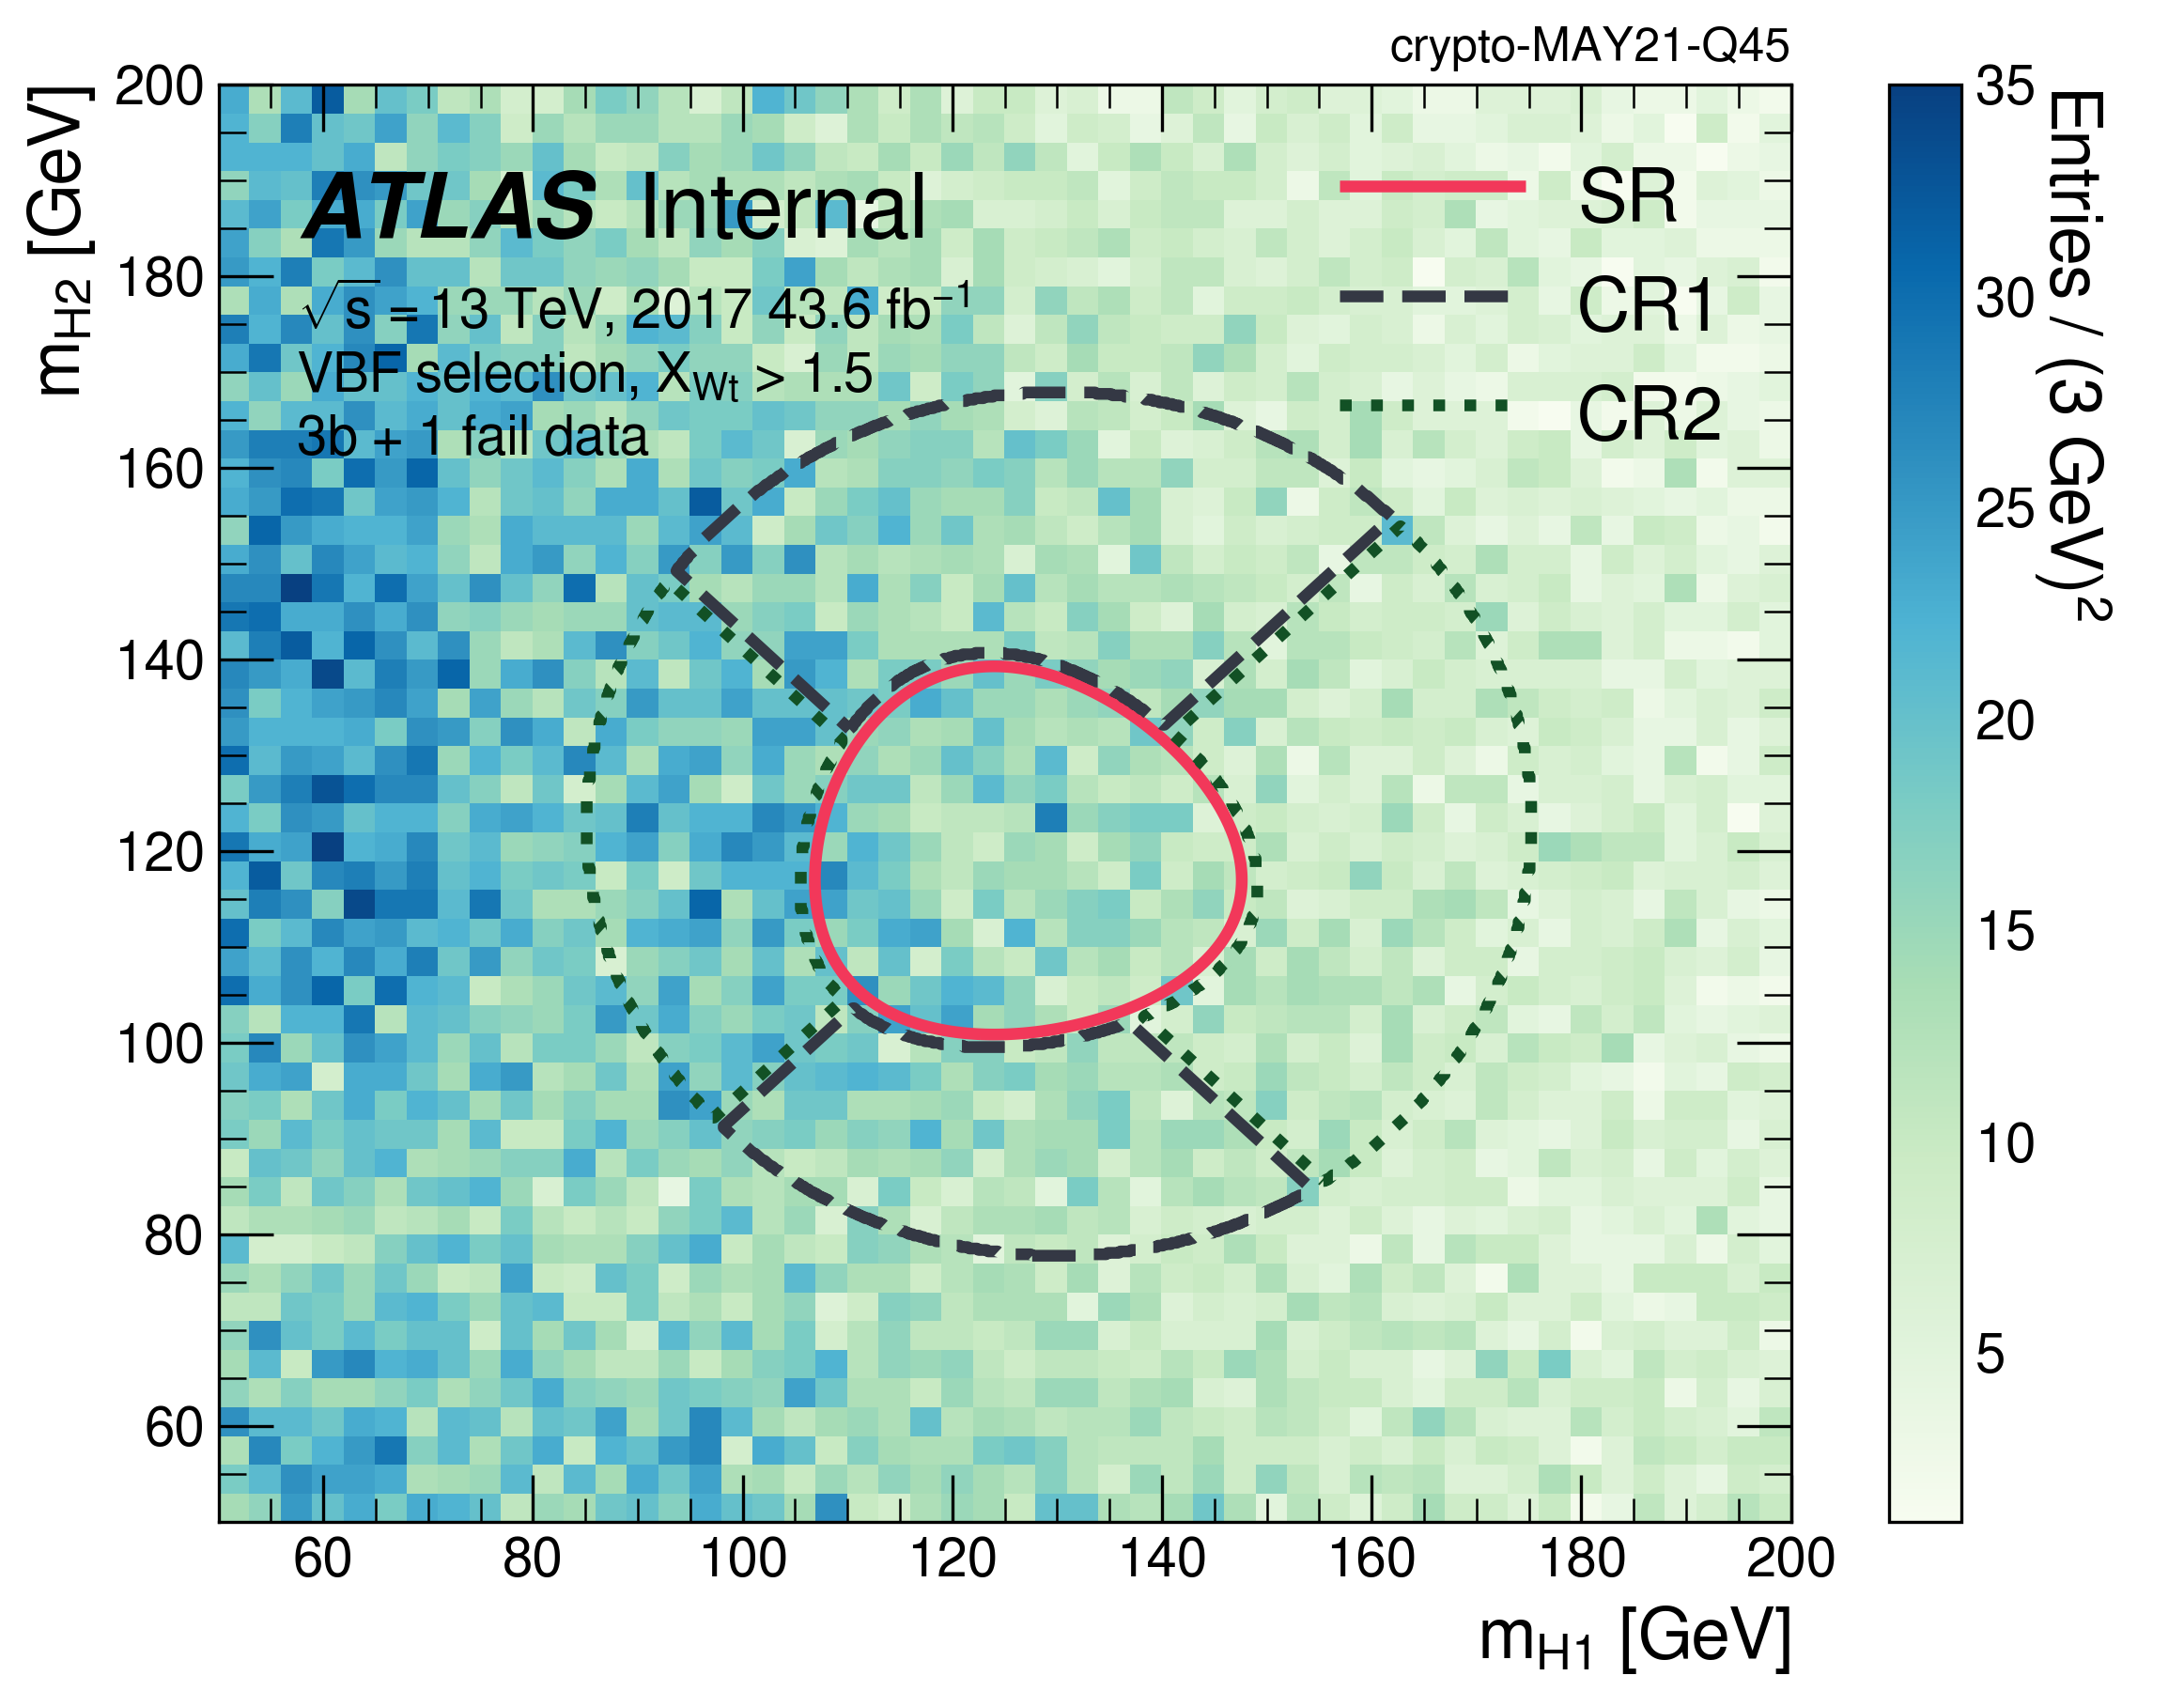 crypto-MAY21-Q45
ATLAS Internal
√s = 13 TeV, 2017 43.6 fb⁻¹
VBF selection, X_Wt > 1.5
3b + 1 fail data
SR
CR1
CR2
m_H2 [GeV]
200
180
160
140
120
100
80
60
60 80 100 120 140 160 180 200
m_H1 [GeV]
35
30
25
20
15
10
5
Entries / (3 GeV)²